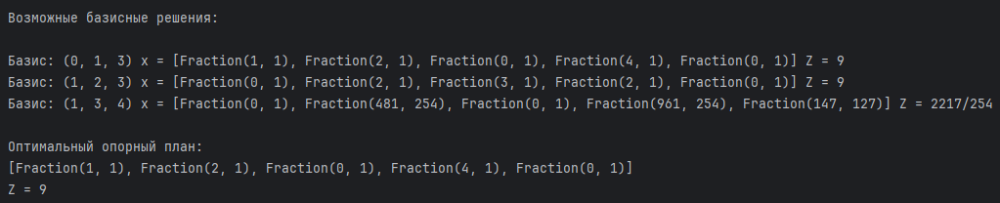 Возможные базисные решения:
Базис: (0, 1, 3) x = [Fraction(1, 1), Fraction(2, 1), Fraction(0, 1), Fraction(4, 1), Fraction(0, 1)] Z = 9
Базис: (1, 2, 3) x = [Fraction(0, 1), Fraction(2, 1), Fraction(3, 1), Fraction(2, 1), Fraction(0, 1)] Z = 9
Базис: (1, 3, 4) x = [Fraction(0, 1), Fraction(481, 254), Fraction(0, 1), Fraction(961, 254), Fraction(147, 127)] Z = 2217/254
Оптимальный опорный план:
[Fraction(1, 1), Fraction(2, 1), Fraction(0, 1), Fraction(4, 1), Fraction(0, 1)]
Z = 9